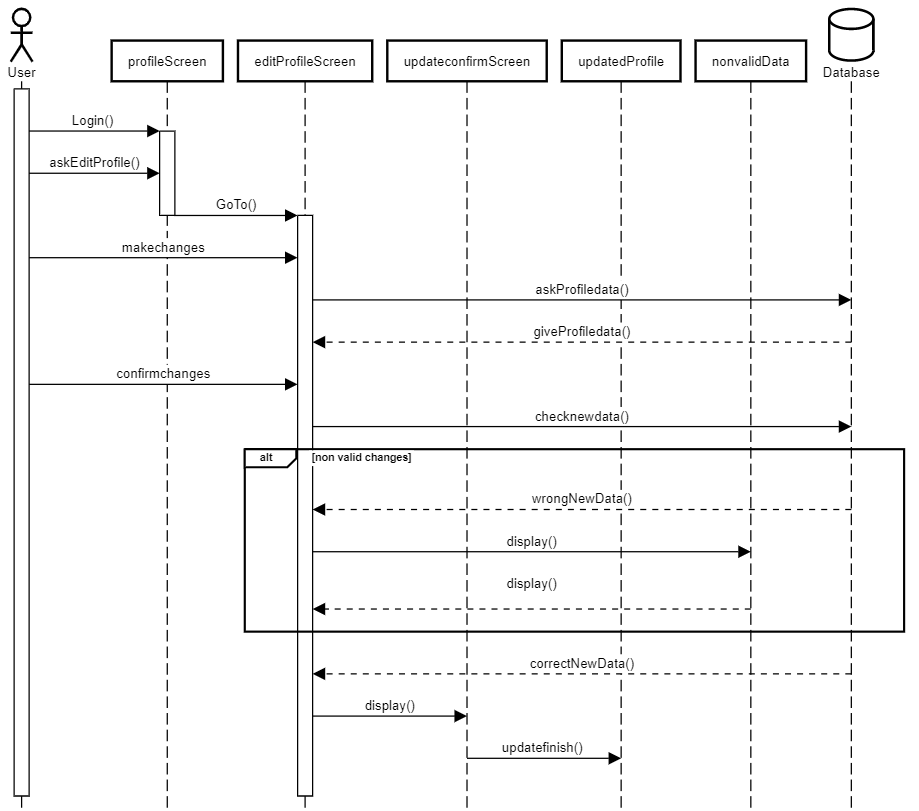 User
profileScreen
editProfileScreen
updateconfirmScreen
updatedProfile
nonvalidData
Database
Login()
askEditProfile()
GoTo()
makechanges
askProfiledata()
giveProfiledata()
confirmchanges
checknewdata()
alt
[non valid changes]
wrongNewData()
display()
display()
correctNewData()
display()
updatefinish()